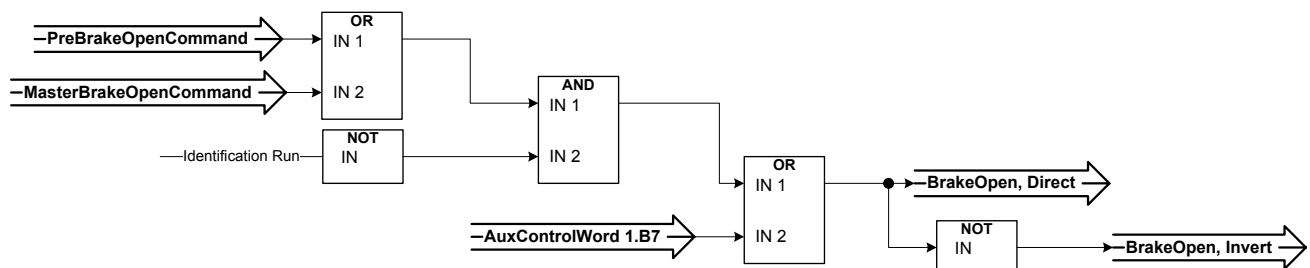 OR
PreBrakeOpenCommand
IN 1
MasterBrakeOpenCommand
IN 2
AND
IN 1
NOT
Identification Run
IN
IN 2
OR
IN 1
BrakeOpen, Direct
AuxControlWord 1.B7
IN 2
NOT
IN
BrakeOpen, Invert